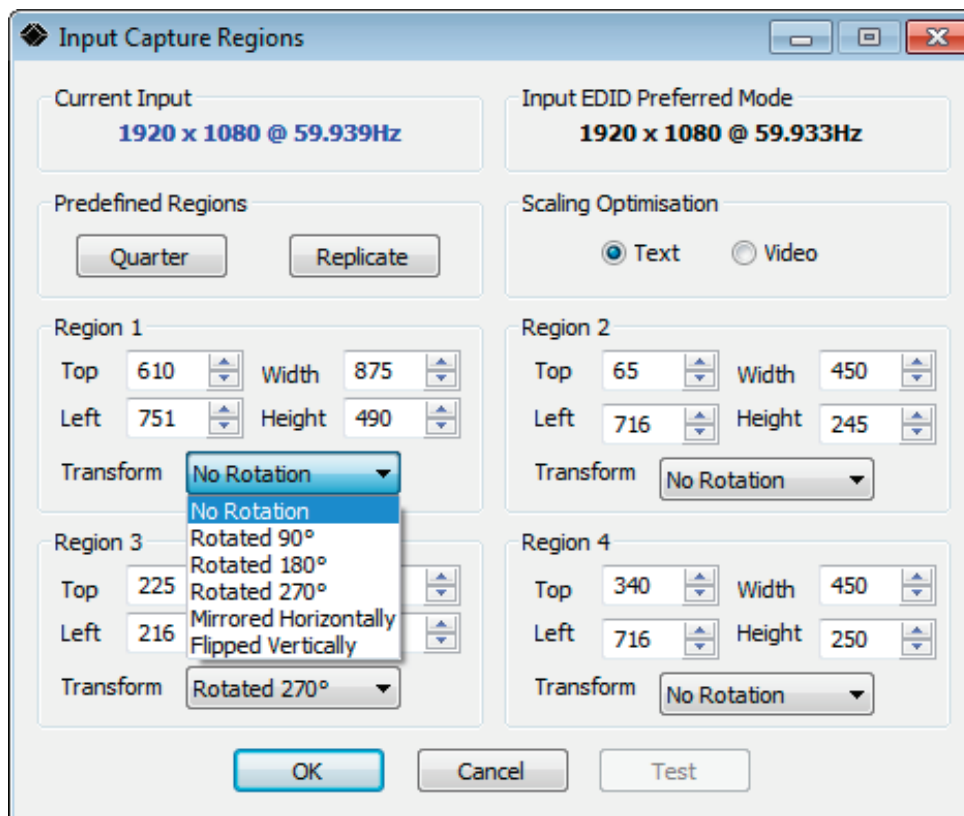 Input Capture Regions
Current Input
1920 x 1080 @ 59.939Hz
Input EDID Preferred Mode
1920 x 1080 @ 59.933Hz
Predefined Regions
Quarter Replicate
Scaling Optimisation
Text Video
Region 1
Top 610 Width 875
Left 751 Height 490
Transform No Rotation
No Rotation
Rotated 90°
Rotated 180°
Rotated 270°
Mirrored Horizontally
Flipped Vertically
Region 2
Top 65 Width 450
Left 716 Height 245
Transform No Rotation
Region 3
Top 225
Left 216
Transform Rotated 270°
Region 4
Top 340 Width 450
Left 716 Height 250
Transform No Rotation
OK Cancel Test